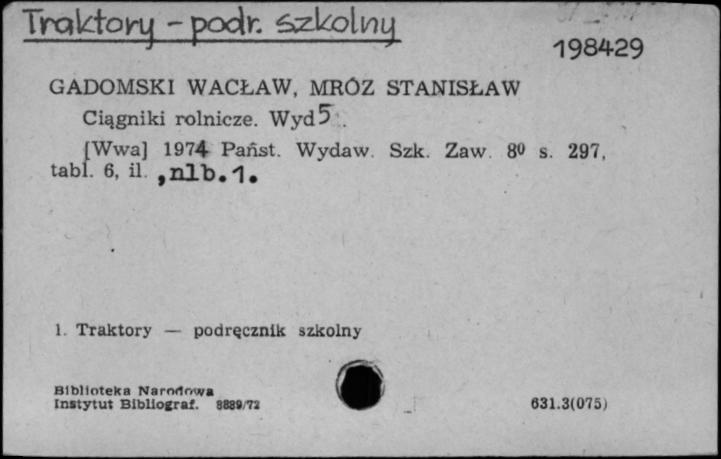 Traktory - podr. szkolny
198429
GADOMSKI WACŁAW, MRÓZ STANISŁAW
Ciągniki rolnicze. Wyd 5.
[Wwa] 1974 Państ. Wydaw. Szk. Zaw. 8⁰ s. 297,
tabl. 6, il. , nlb. 1.
1. Traktory — podręcznik szkolny
Biblioteka Narodowa
Instytut Bibliograf. 8889/72
631.3(075)